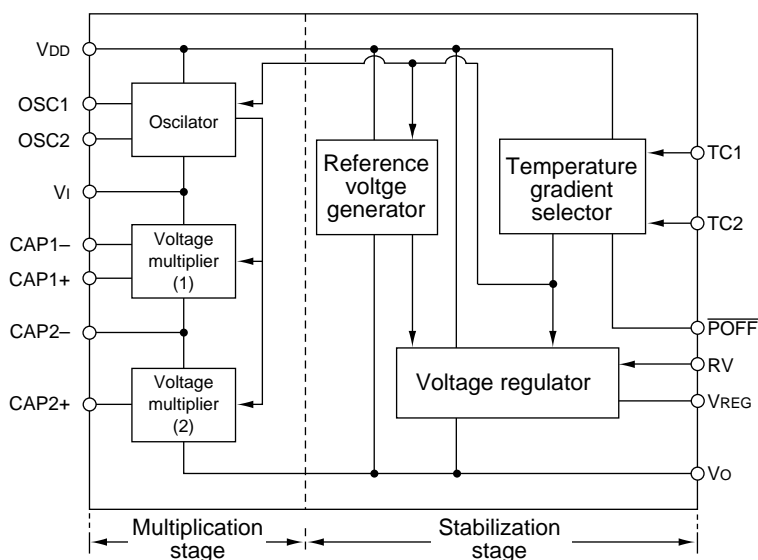 VDD
OSC1
OSC2
VI
CAP1–
CAP1+
CAP2–
CAP2+
Oscilator
Voltage
multiplier
(1)
Voltage
multiplier
(2)
Reference
voltge
generator
Temperature
gradient
selector
Voltage regulator
TC1
TC2
POFF
RV
VREG
VO
Multiplication
stage
Stabilization
stage